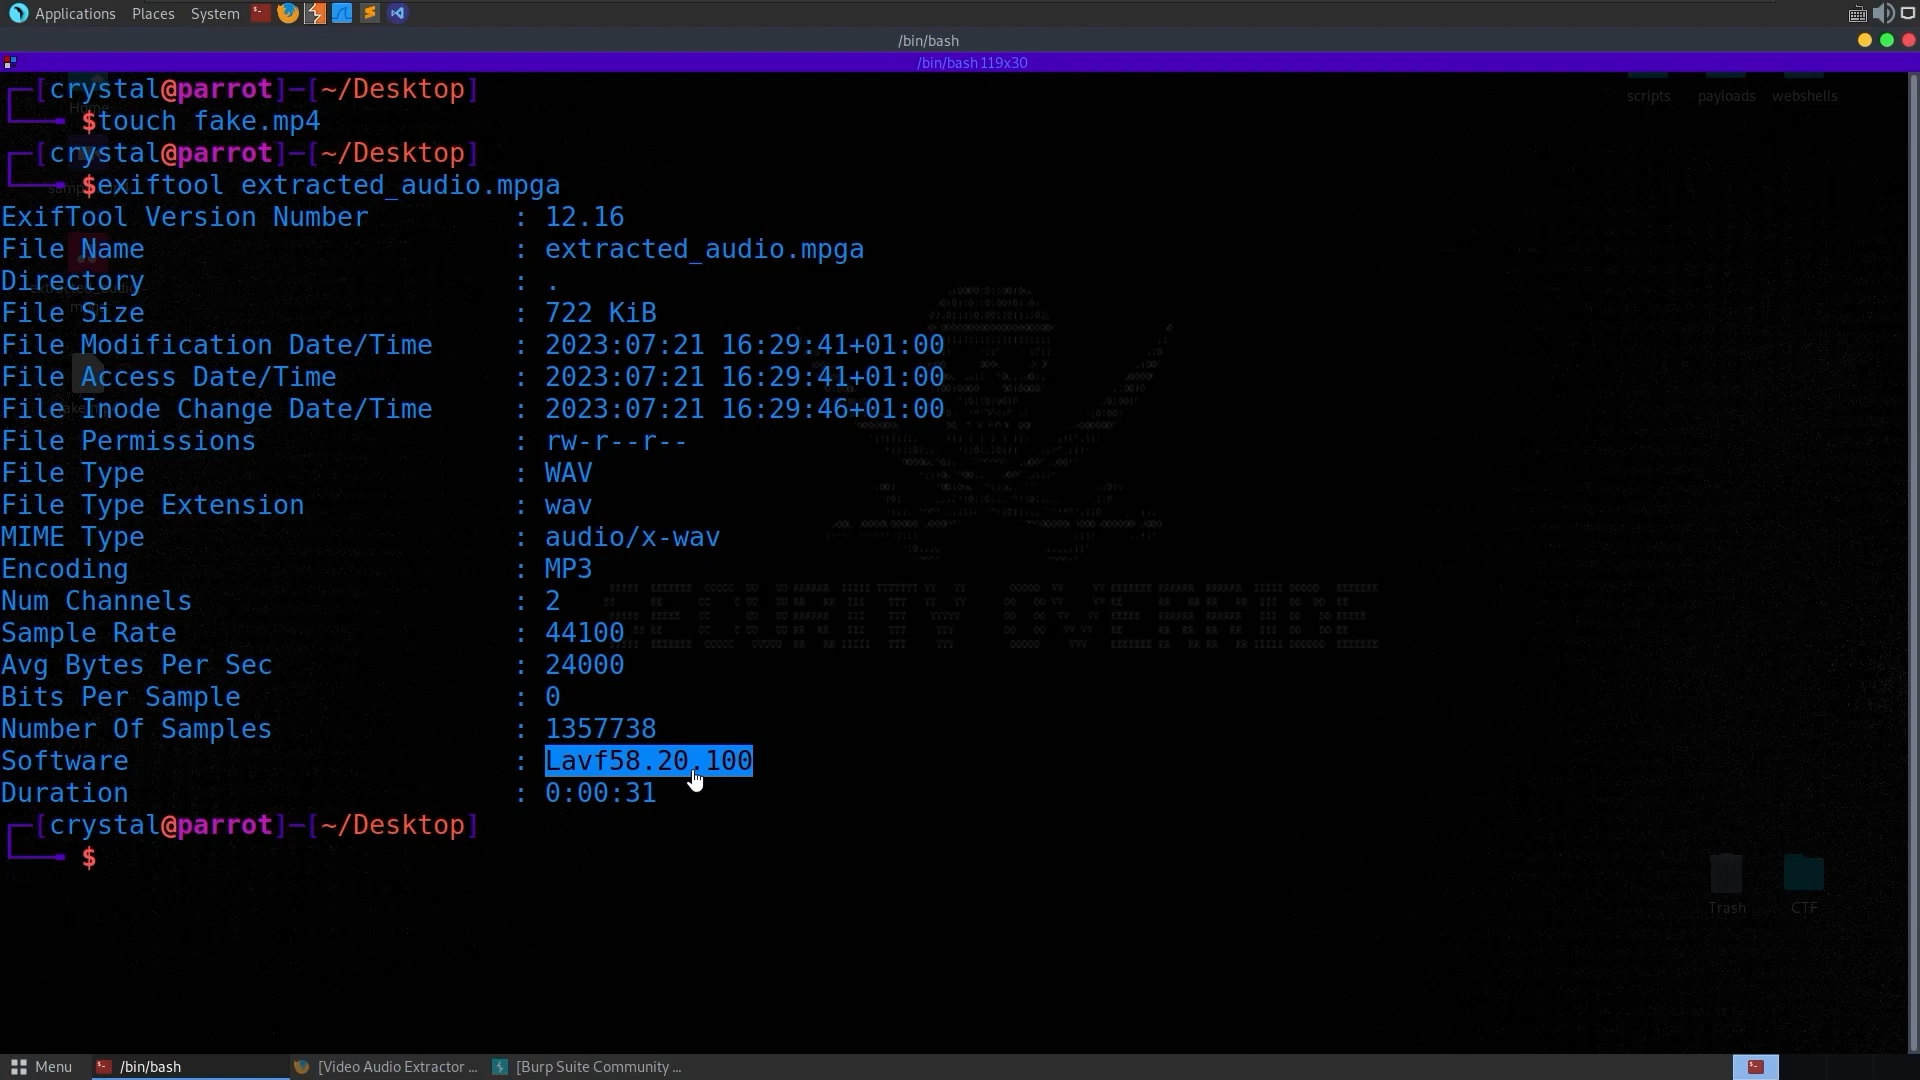 Applications Places System
/bin/bash
/bin/bash 119x30
[crystal@parrot]─[~/Desktop]
$touch fake.mp4
[crystal@parrot]─[~/Desktop]
$exiftool extracted_audio.mpga
ExifTool Version Number : 12.16
File Name : extracted_audio.mpga
Directory : .
File Size : 722 KiB
File Modification Date/Time : 2023:07:21 16:29:41+01:00
File Access Date/Time : 2023:07:21 16:29:41+01:00
File Inode Change Date/Time : 2023:07:21 16:29:46+01:00
File Permissions : rw-r--r--
File Type : WAV
File Type Extension : wav
MIME Type : audio/x-wav
Encoding : MP3
Num Channels : 2
Sample Rate : 44100
Avg Bytes Per Sec : 24000
Bits Per Sample : 0
Number Of Samples : 1357738
Software : Lavf58.20.100
Duration : 0:00:31
[crystal@parrot]─[~/Desktop]
$
scripts payloads webshells
Home
SECURITY OVERRIDE
Trash CTF
Menu /bin/bash [Video Audio Extractor ... [Burp Suite Community ...